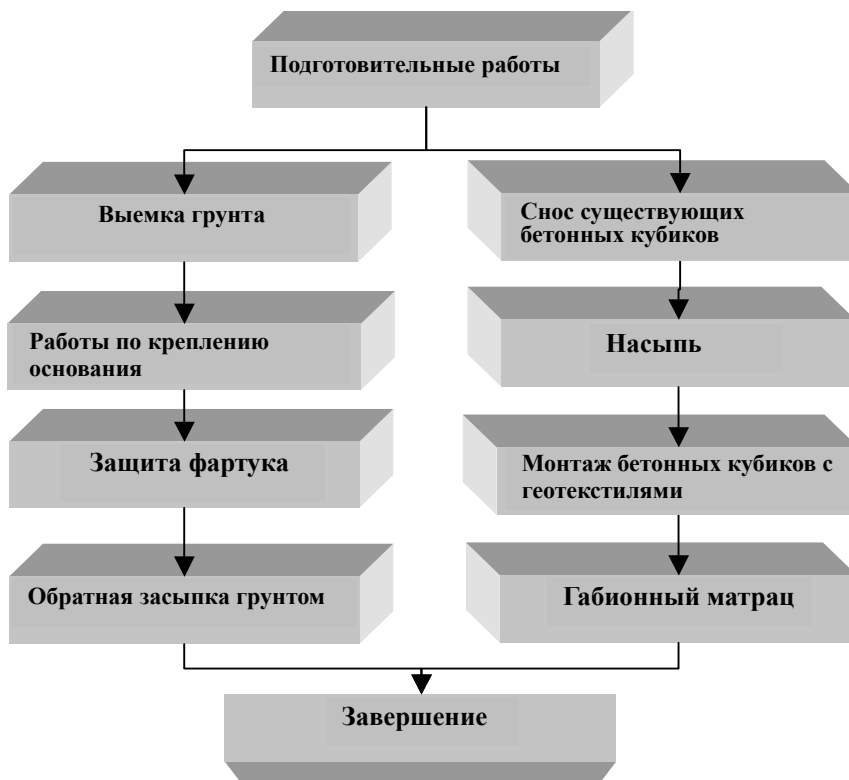 Подготовительные работы
Выемка грунта
Снос существующих
бетонных кубиков
Работы по креплению
основания
Насыпь
Защита фартука
Монтаж бетонных кубиков с
геотекстилями
Обратная засыпка грунтом
Габионный матрац
Завершение